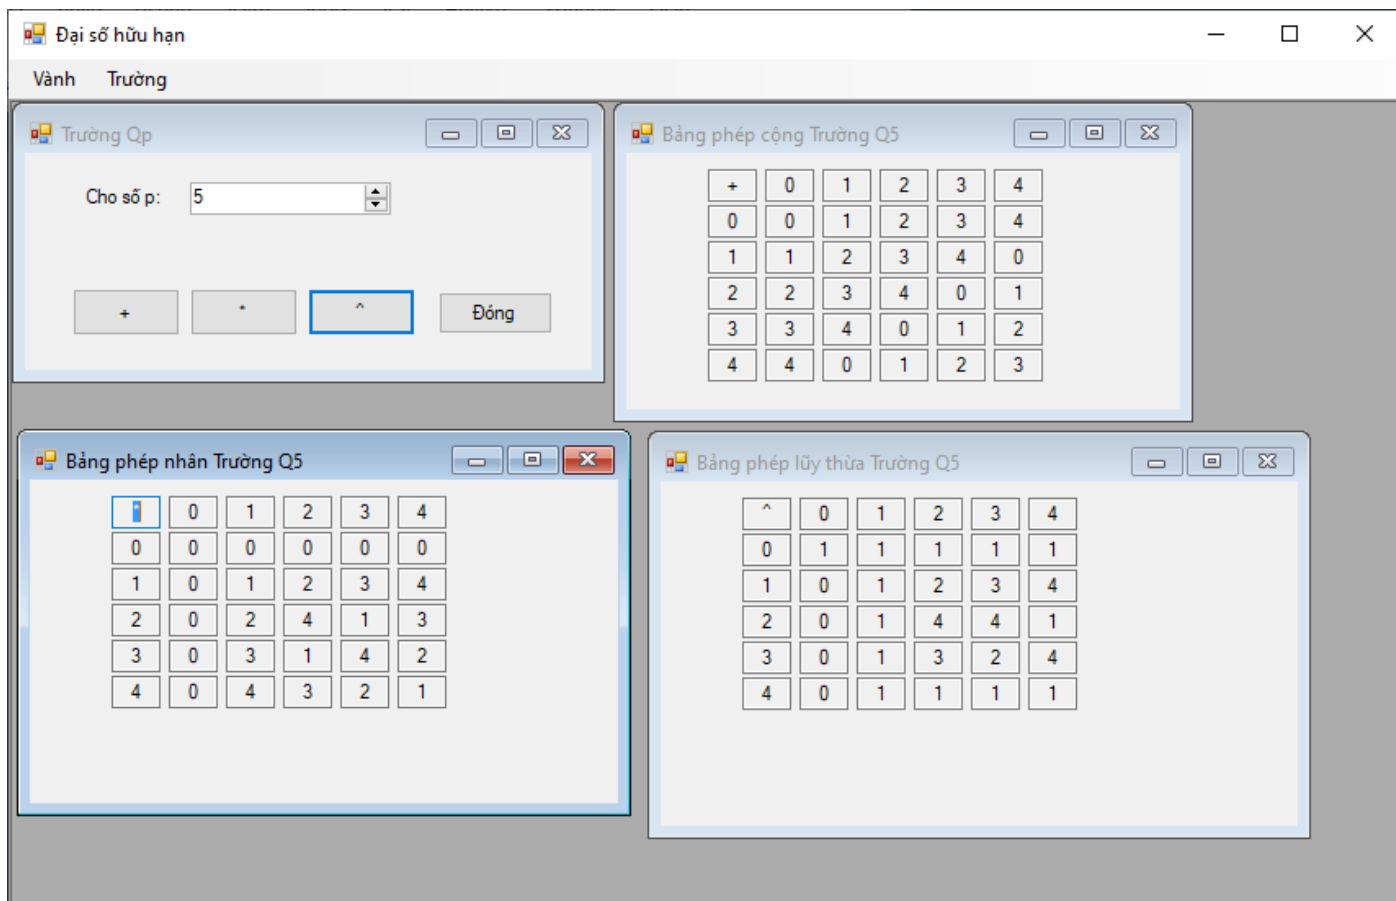 Đại số hữu hạn
Vành Trường
Trường Qp
Cho số p: 5
+ * ^ Đóng
Bảng phép cộng Trường Q5
+ 0 1 2 3 4
0 0 1 2 3 4
1 1 2 3 4 0
2 2 3 4 0 1
3 3 4 0 1 2
4 4 0 1 2 3
Bảng phép nhân Trường Q5
* 0 1 2 3 4
0 0 0 0 0 0
1 0 1 2 3 4
2 0 2 4 1 3
3 0 3 1 4 2
4 0 4 3 2 1
Bảng phép lũy thừa Trường Q5
^ 0 1 2 3 4
0 1 1 1 1 1
1 0 1 2 3 4
2 0 1 4 4 1
3 0 1 3 2 4
4 0 1 1 1 1